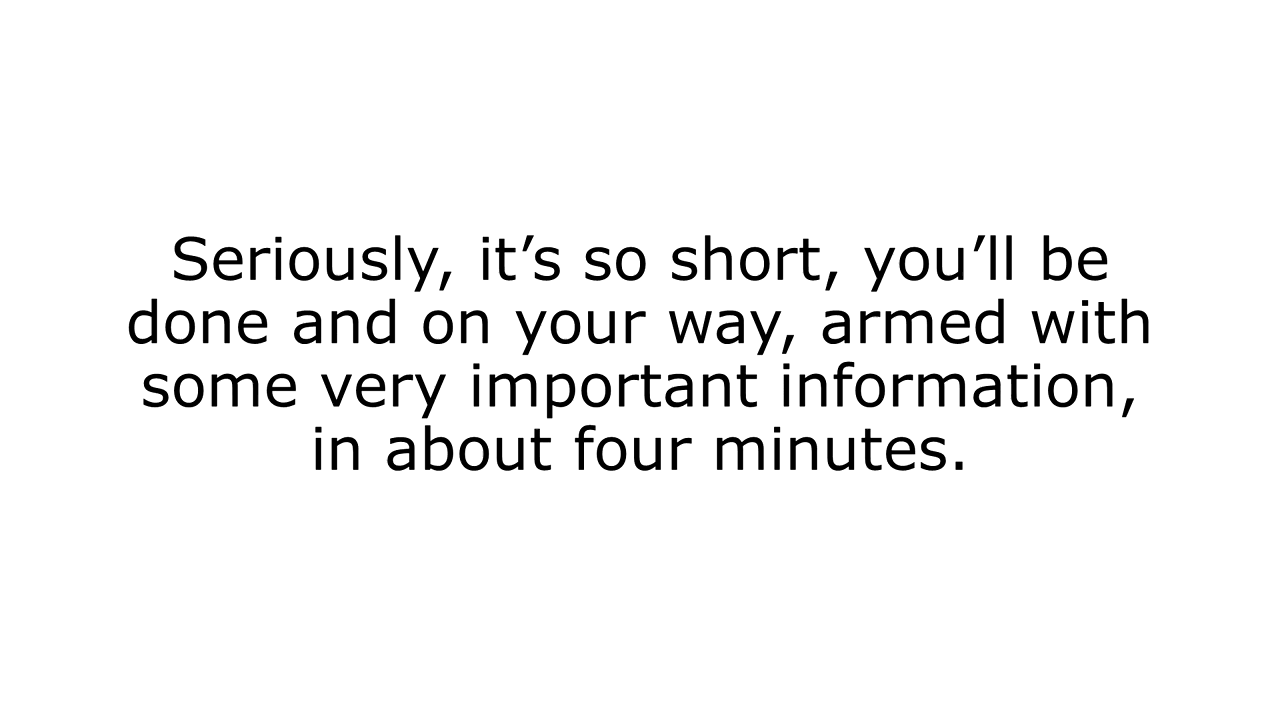 Seriously, it’s so short, you’ll be
done and on your way, armed with
some very important information,
in about four minutes.